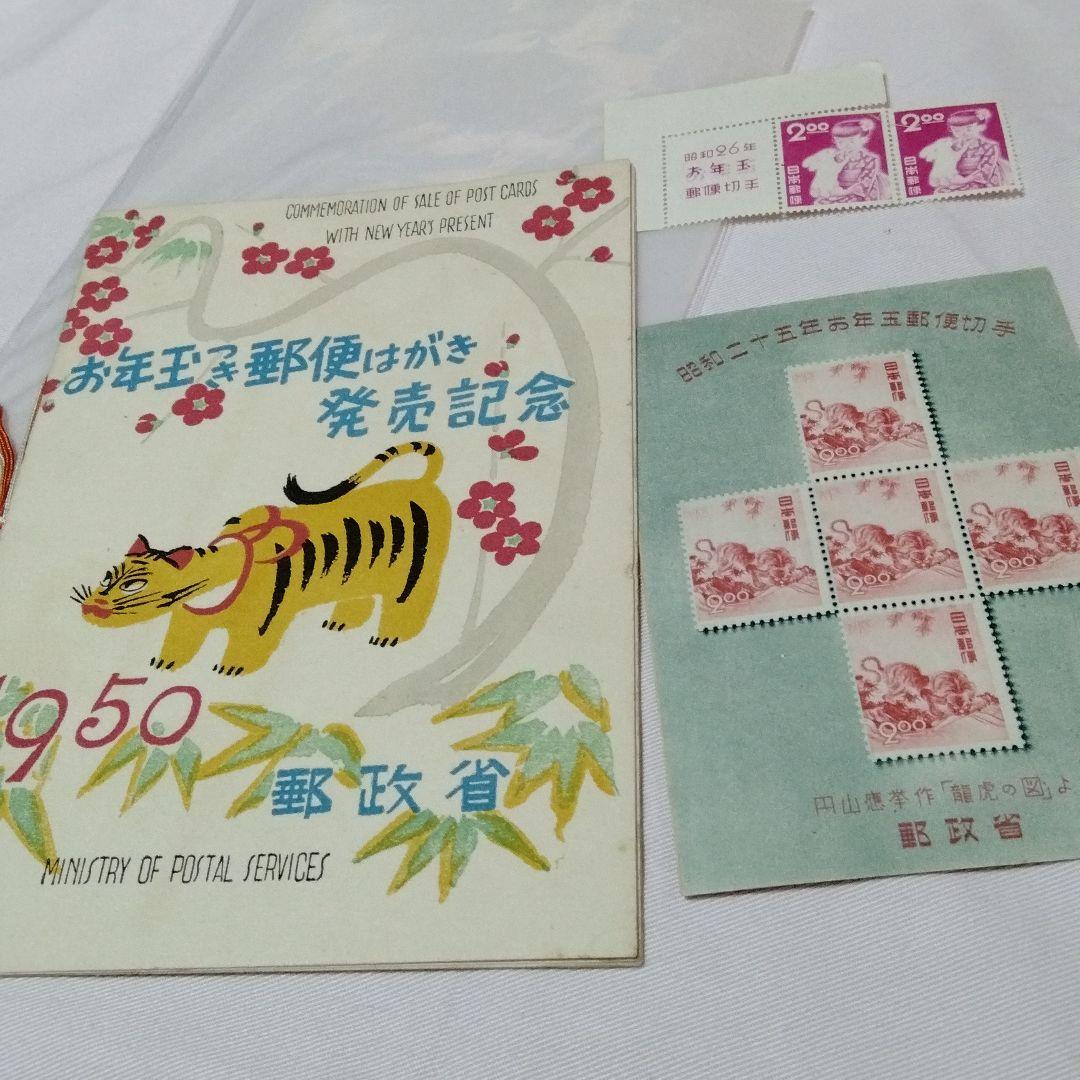 COMMEMORATION OF SALE OF POST CARDS
WITH NEW YEAR'S PRESENT
お年玉つき郵便はがき
発売記念
1950
郵政省
MINISTRY OF POSTAL SERVICES
昭和26年
お年玉
郵便切手
2.00
日本郵便
2.00
日本郵便
昭和二十五年お年玉郵便切手
日本郵便
2.00
日本郵便
2.00
日本郵便
2.00
日本郵便
2.00
日本郵便
2.00
円山應挙作「龍虎の図」よ
郵政省